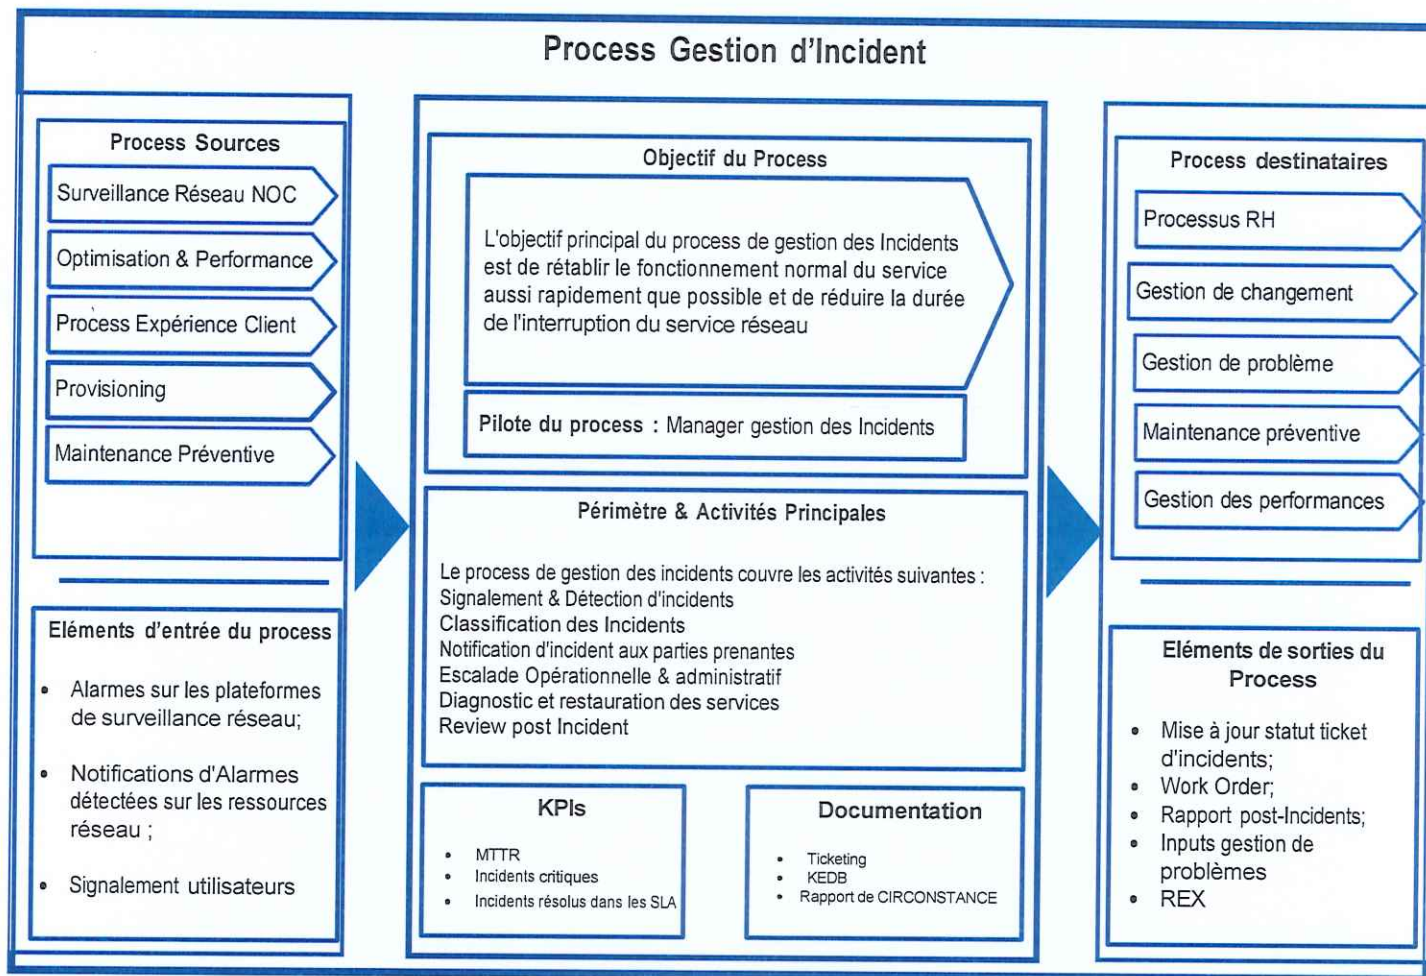 Process Gestion d'Incident
Process Sources
Surveillance Réseau NOC
Optimisation & Performance
Process Expérience Client
Provisioning
Maintenance Préventive
Eléments d'entrée du process
• Alarmes sur les plateformes
de surveillance réseau;
• Notifications d'Alarmes
détectées sur les ressources
réseau ;
• Signalement utilisateurs
Objectif du Process
L'objectif principal du process de gestion des Incidents
est de rétablir le fonctionnement normal du service
aussi rapidement que possible et de réduire la durée
de l'interruption du service réseau
Pilote du process : Manager gestion des Incidents
Périmètre & Activités Principales
Le process de gestion des incidents couvre les activités suivantes :
Signalement & Détection d'incidents
Classification des Incidents
Notification d'incident aux parties prenantes
Escalade Opérationnelle & administratif
Diagnostic et restauration des services
Review post Incident
KPIs
• MTTR
• Incidents critiques
• Incidents résolus dans les SLA
Documentation
• Ticketing
• KEDB
• Rapport de CIRCONSTANCE
Process destinataires
Processus RH
Gestion de changement
Gestion de problème
Maintenance préventive
Gestion des performances
Eléments de sorties du
Process
• Mise à jour statut ticket
d'incidents;
• Work Order;
• Rapport post-Incidents;
• Inputs gestion de
problèmes
• REX